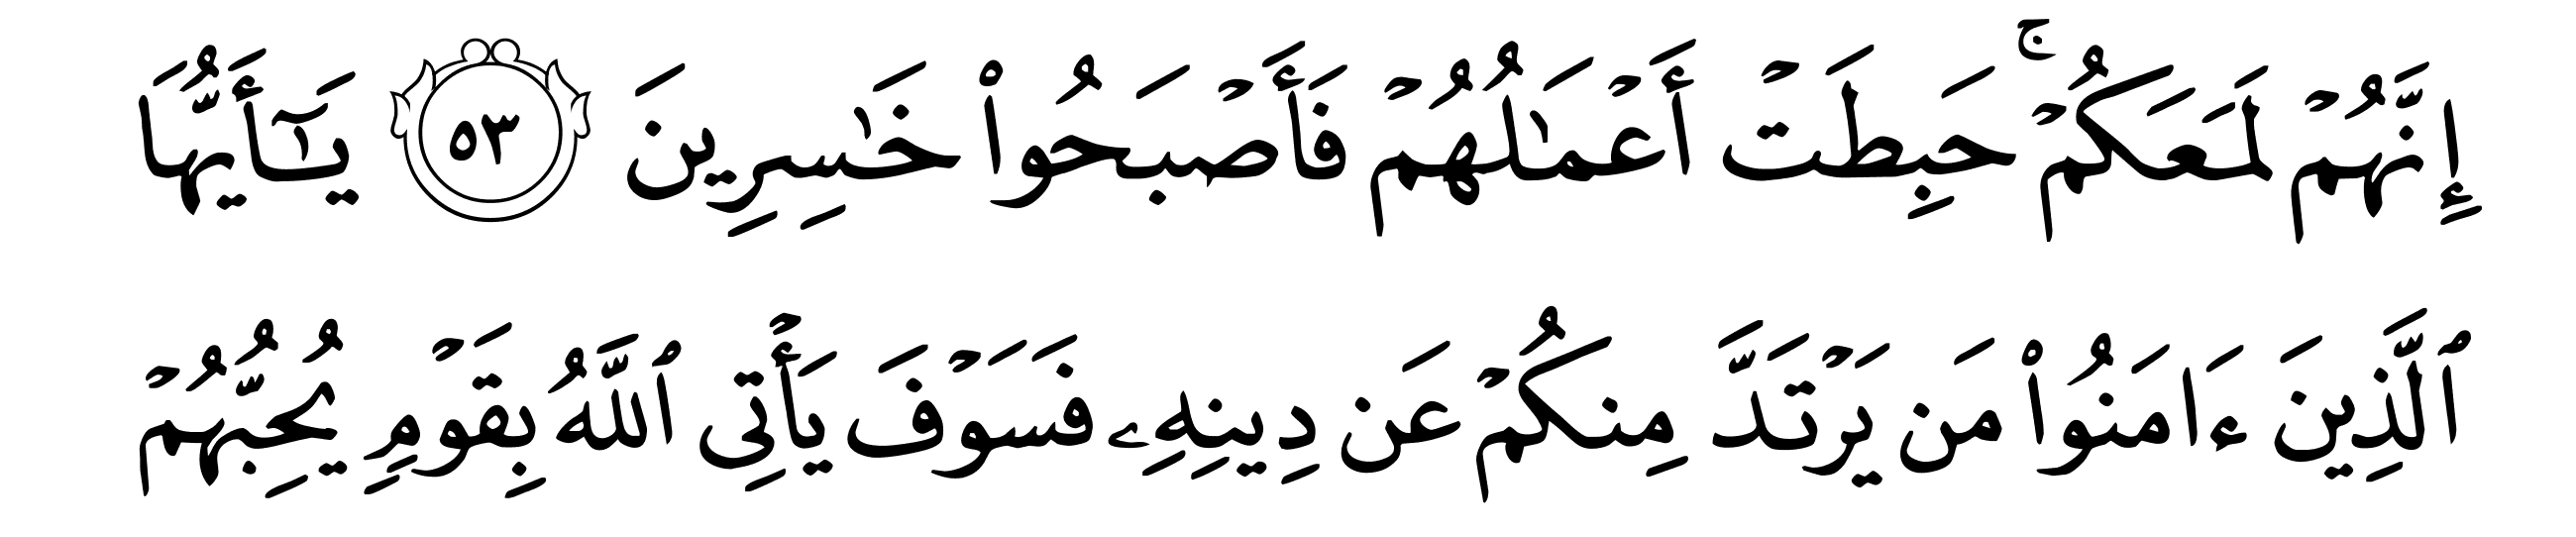 إِنَّهُمۡ لَمَعَكُمۡۚ حَبِطَتۡ أَعۡمَٰلُهُمۡ فَأَصۡبَحُواْ خَٰسِرِينَ ٥٣ يَٰٓأَيُّهَا
ٱلَّذِينَ ءَامَنُواْ مَن يَرۡتَدَّ مِنكُمۡ عَن دِينِهِۦ فَسَوۡفَ يَأۡتِي ٱللَّهُ بِقَوۡمٖ يُحِبُّهُمۡ